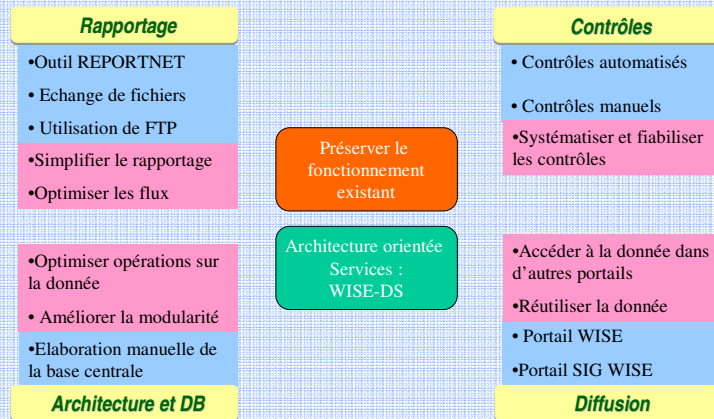 Rapportage
•Outil REPORTNET
• Echange de fichiers
• Utilisation de FTP
•Simplifier le rapportage
•Optimiser les flux
Contrôles
• Contrôles automatisés
• Contrôles manuels
•Systématiser et fiabiliser
les contrôles
Préserver le
fonctionnement
existant
Architecture orientée
Services :
WISE-DS
•Optimiser opérations sur
la donnée
• Améliorer la modularité
•Elaboration manuelle de
la base centrale
Architecture et DB
•Accéder à la donnée dans
d'autres portails
•Réutiliser la donnée
• Portail WISE
•Portail SIG WISE
Diffusion